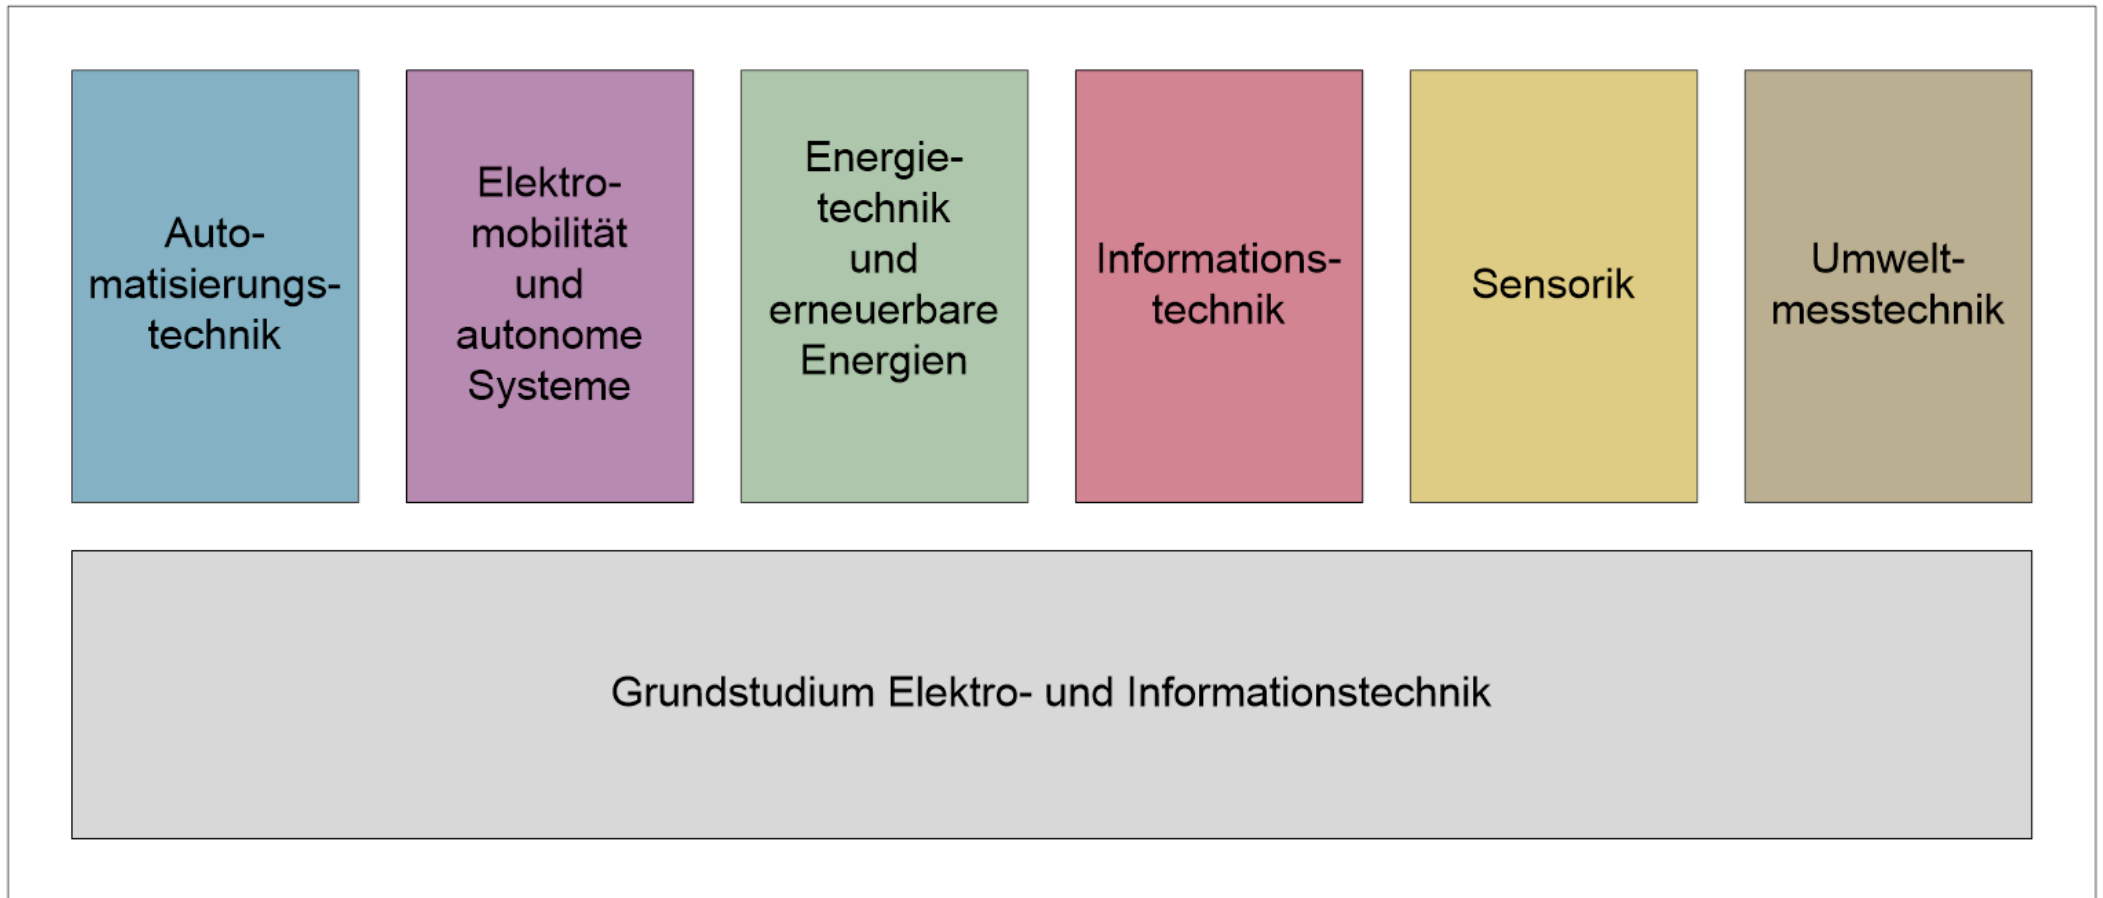 Auto-
matisierungs-
technik
Elektro-
mobilität
und
autonome
Systeme
Energie-
technik
und
erneuerbare
Energien
Informations-
technik
Sensorik
Umwelt-
messtechnik
Grundstudium Elektro- und Informationstechnik